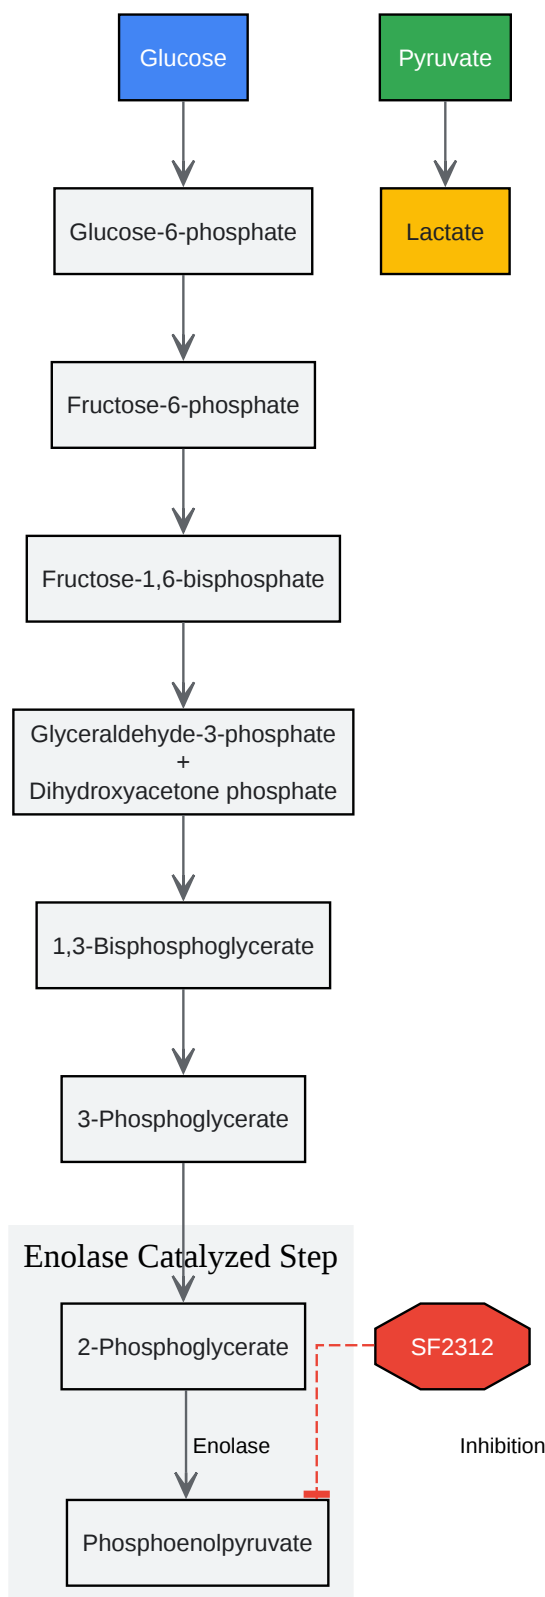 Glucose
Pyruvate
Glucose-6-phosphate
Lactate
Fructose-6-phosphate
Fructose-1,6-bisphosphate
Glyceraldehyde-3-phosphate
+
Dihydroxyacetone phosphate
1,3-Bisphosphoglycerate
3-Phosphoglycerate
Enolase Catalyzed Step
2-Phosphoglycerate
SF2312
Enolase
Inhibition
Phosphoenolpyruvate